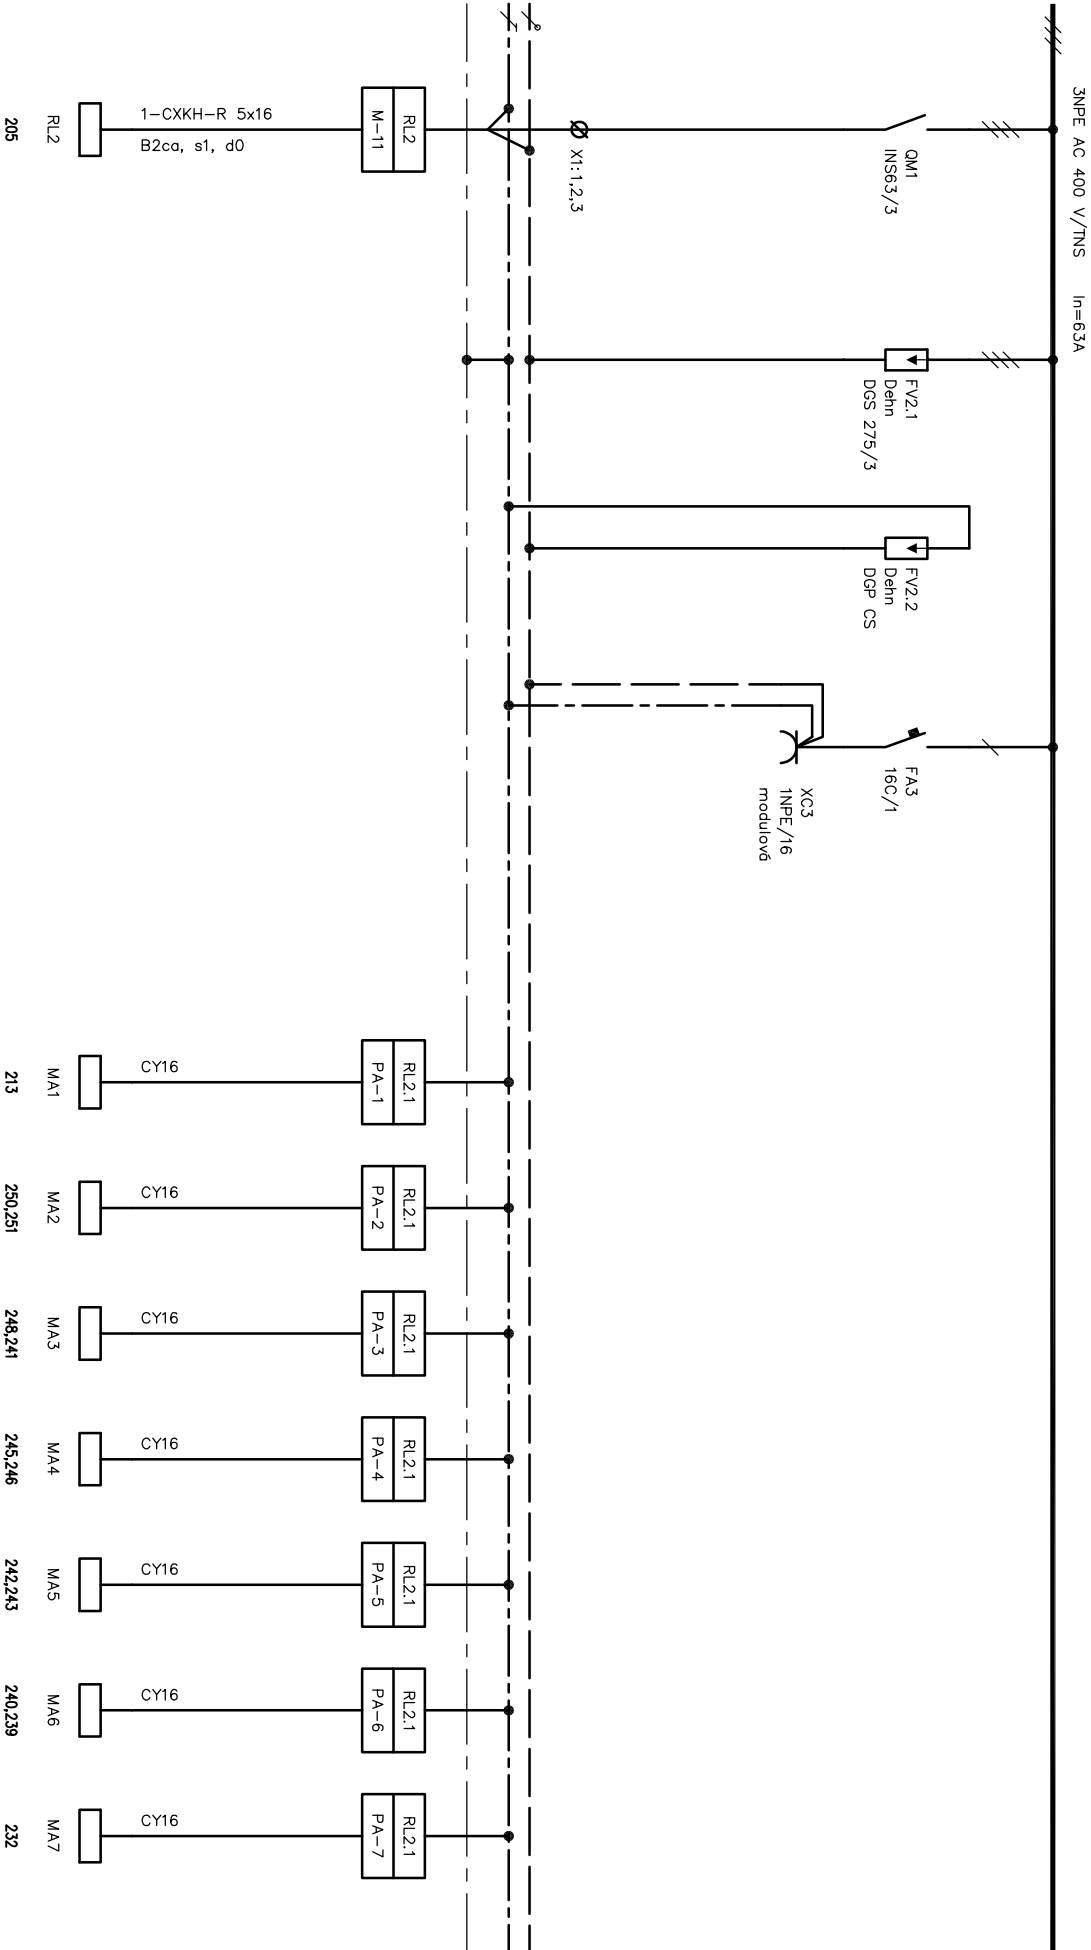 3NPE AC 400 V/TNS In=63A
QM1
INS63/3
X1:1,2,3
RL2
M-11
1-CXKH-R 5x16
B2ca, s1, d0
RL2
205
FV2.1
Dehn
DGS 275/3
FV2.2
Dehn
DGP CS
FA3
16C/1
XC3
1NPE/16
modulová
RL2.1
PA-1
CY16
MA1
213
RL2.1
PA-2
CY16
MA2
250,251
RL2.1
PA-3
CY16
MA3
248,241
RL2.1
PA-4
CY16
MA4
245,246
RL2.1
PA-5
CY16
MA5
242,243
RL2.1
PA-6
CY16
MA6
240,239
RL2.1
PA-7
CY16
MA7
232